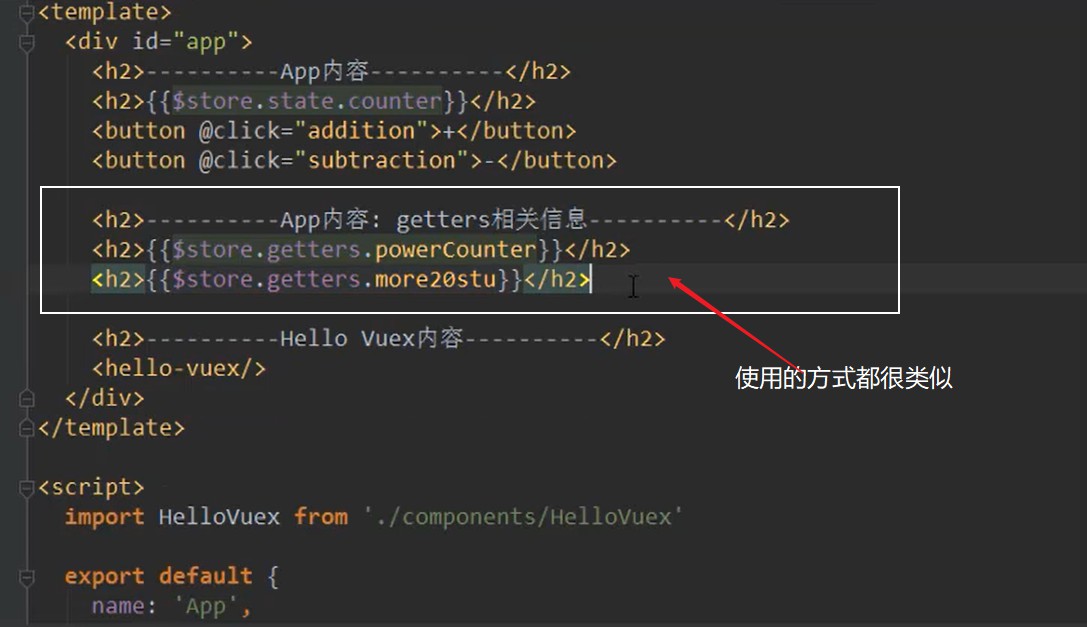 <template>
<div id="app">
<h2>----------App内容----------</h2>
<h2>{{$store.state.counter}}</h2>
<button @click="addition">+</button>
<button @click="subtraction">-</button>
<h2>----------App内容: getters相关信息----------</h2>
<h2>{{$store.getters.powerCounter}}</h2>
<h2>{{$store.getters.more20stu}}</h2>
<h2>----------Hello Vuex内容----------</h2>
<hello-vuex/>
使用的方式都很类似
</div>
</template>
<script>
import HelloVuex from './components/HelloVuex'
export default {
name: 'App',